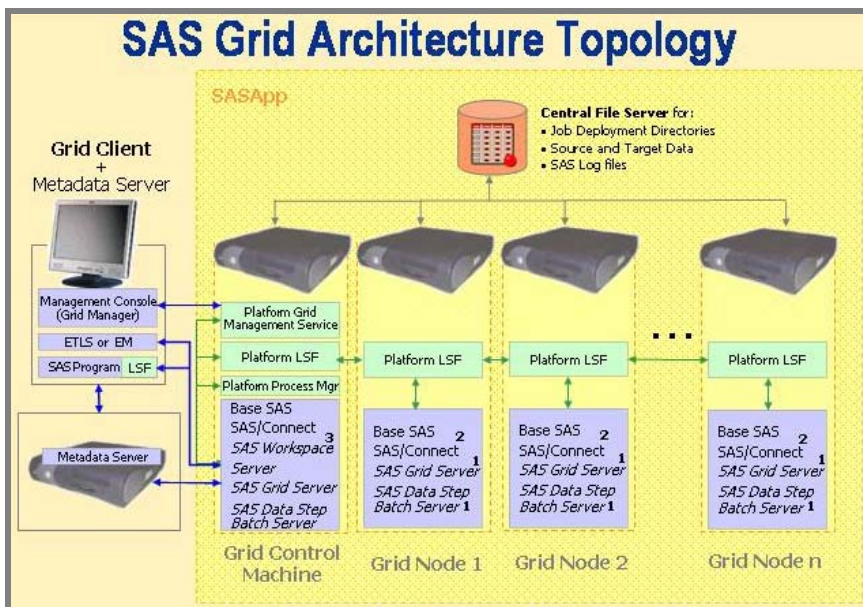 SAS Grid Architecture Topology
SASApp
Central File Server for:
▪ Job Deployment Directories
▪ Source and Target Data
▪ SAS Log files
Grid Client
+
Metadata Server
Management Console
(Grid Manager)
ETLS or EM
SAS Program LSF
Metadata Server
Platform Grid
Management Service
Platform LSF
Platform Process Mgr
Base SAS
SAS/Connect 3
SAS Workspace
Server
SAS Grid Server
SAS Data Step
Batch Server
Grid Control
Machine
Platform LSF
Base SAS 2
SAS/Connect 1
SAS Grid Server
SAS Data Step
Batch Server 1
Grid Node 1
Platform LSF
Base SAS 2
SAS/Connect 1
SAS Grid Server
SAS Data Step
Batch Server 1
Grid Node 2
...
Platform LSF
Base SAS 2
SAS/Connect 1
SAS Grid Server
SAS Data Step
Batch Server 1
Grid Node n